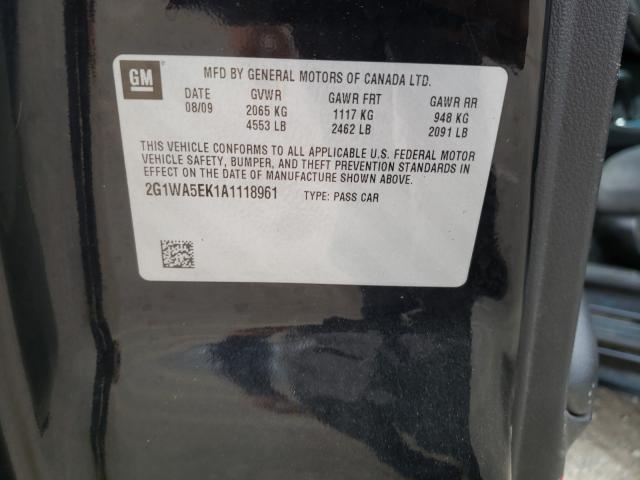 GM
MFD BY GENERAL MOTORS OF CANADA LTD.
DATE GVWR GAWR FRT GAWR RR
08/09 2065 KG 1117 KG 948 KG
4553 LB 2462 LB 2091 LB
THIS VEHICLE CONFORMS TO ALL APPLICABLE U.S. FEDERAL MOTOR
VEHICLE SAFETY, BUMPER, AND THEFT PREVENTION STANDARDS IN
EFFECT ON THE DATE OF MANUFACTURE SHOWN ABOVE.
2G1WA5EK1A1118961 TYPE: PASS CAR